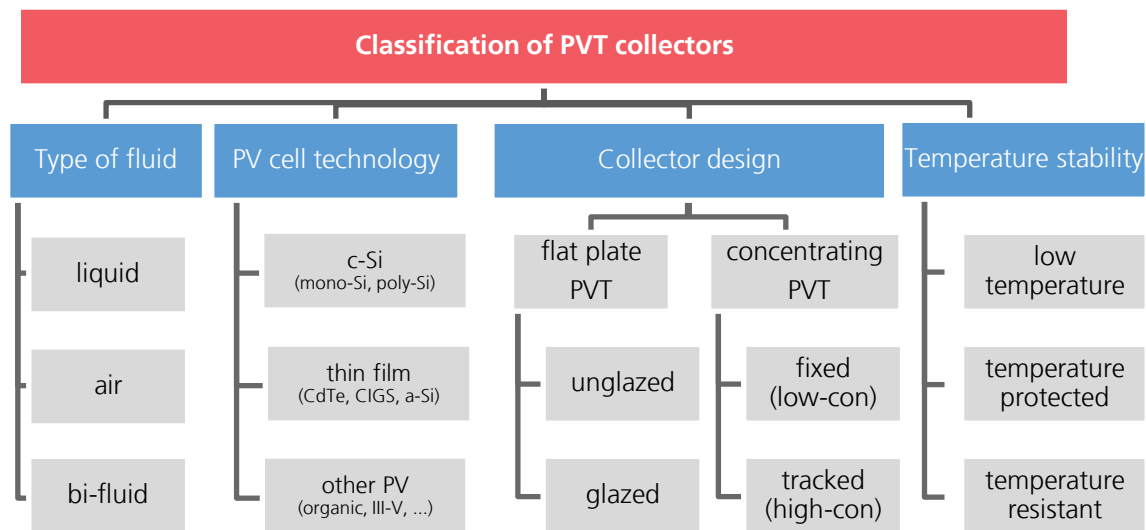 Classification of PVT collectors
Type of fluid
liquid
air
bi-fluid
PV cell technology
c-Si
(mono-Si, poly-Si)
thin film
(CdTe, CIGS, a-Si)
other PV
(organic, III-V, ...)
Collector design
flat plate
PVT
unglazed
glazed
concentrating
PVT
fixed
(low-con)
tracked
(high-con)
Temperature stability
low
temperature
temperature
protected
temperature
resistant